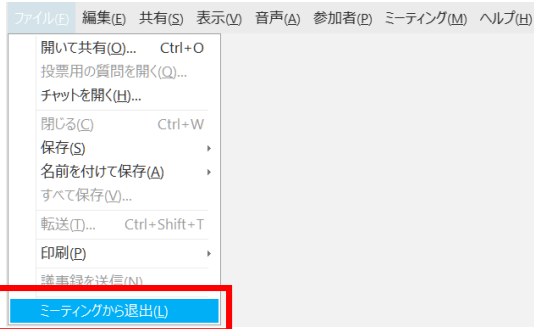 ファイル(F) 編集(E) 共有(S) 表示(V) 音声(A) 参加者(P) ミーティング(M) ヘルプ(H)
開いて共有(O)... Ctrl+O
投票用の質問を開く(Q)...
チャットを開く(H)...
閉じる(C) Ctrl+W
保存(S)
名前を付けて保存(A)
すべて保存(V)...
転送(T)... Ctrl+Shift+T
印刷(P)
議事録を送信(N)
ミーティングから退出(L)